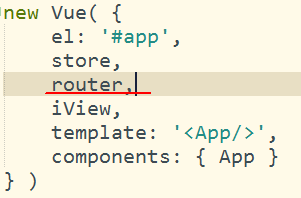 new Vue( {
el: '#app',
store,
router,
iView,
template: '<App/>',
components: { App }
} )